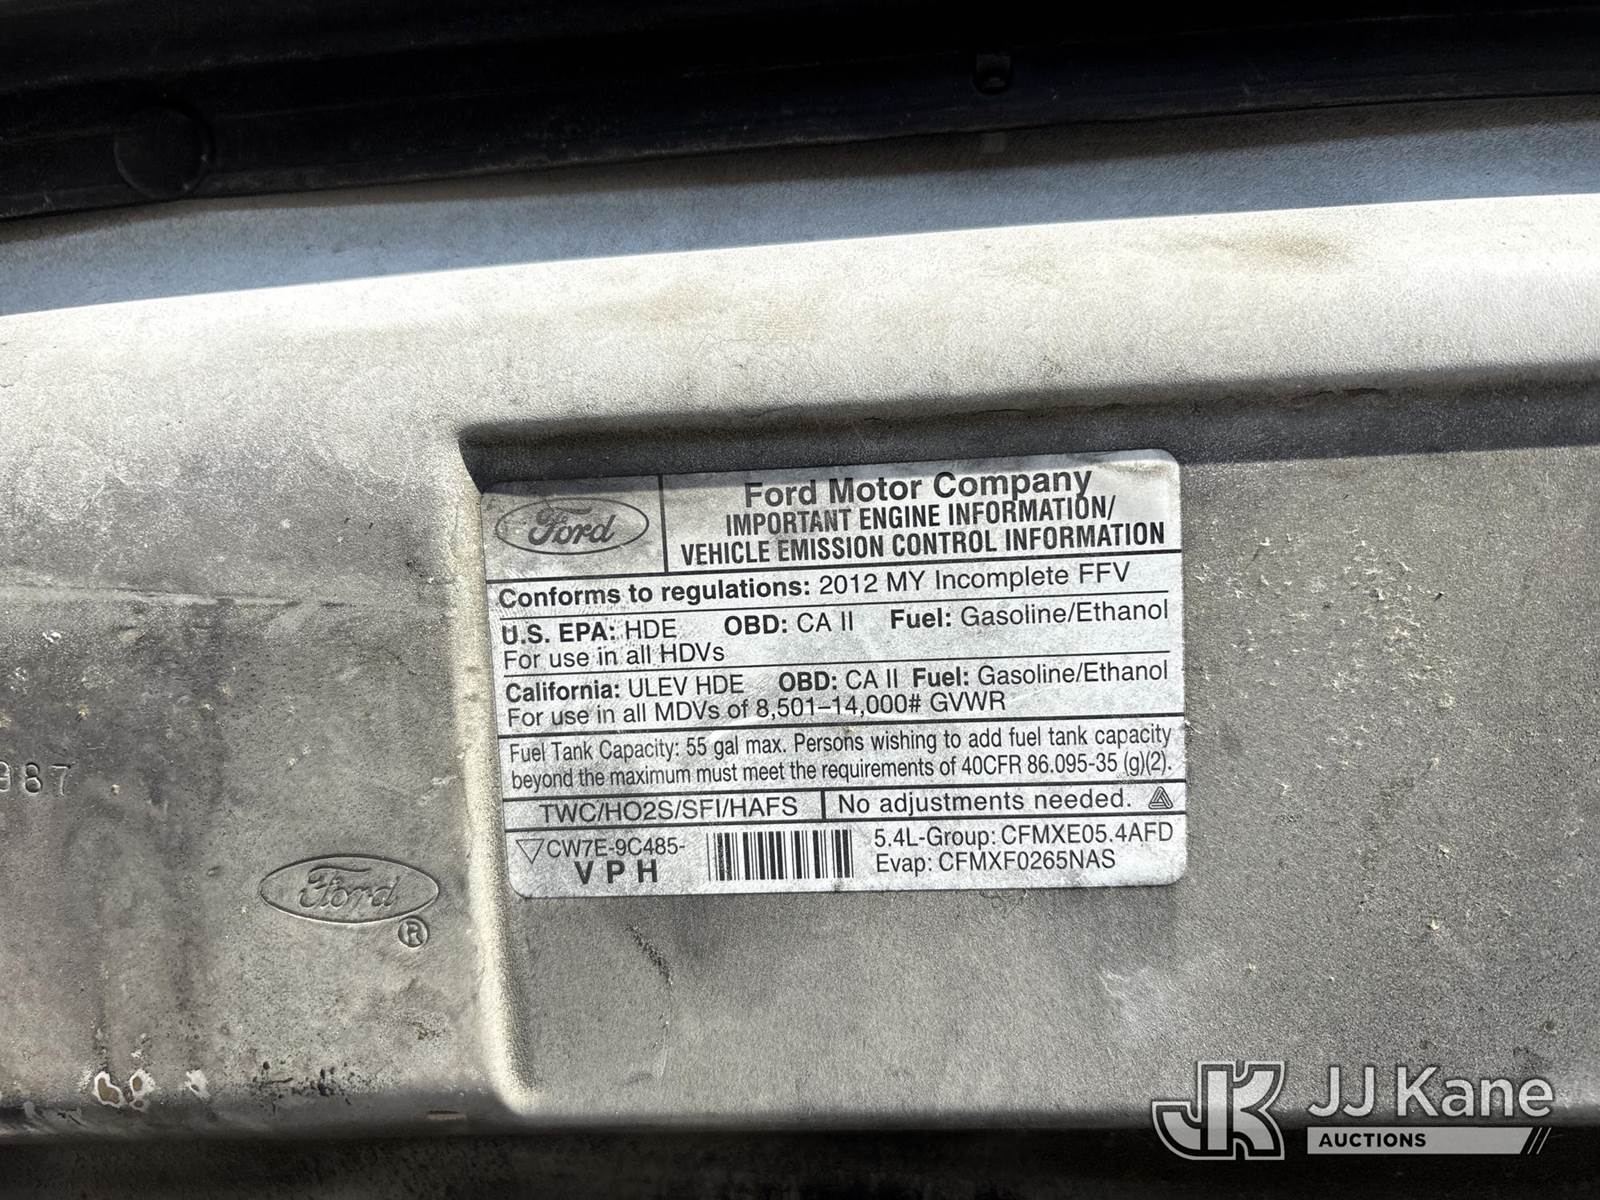 Ford
Ford Motor Company
IMPORTANT ENGINE INFORMATION/
VEHICLE EMISSION CONTROL INFORMATION
Conforms to regulations: 2012 MY Incomplete FFV
U.S. EPA: HDE OBD: CA II Fuel: Gasoline/Ethanol
For use in all HDVs
California: ULEV HDE OBD: CA II Fuel: Gasoline/Ethanol
For use in all MDVs of 8,501–14,000# GVWR
Fuel Tank Capacity: 55 gal max. Persons wishing to add fuel tank capacity
beyond the maximum must meet the requirements of 40CFR 86.095-35 (g)(2).
TWC/HO2S/SFI/HAFS No adjustments needed.
CW7E-9C485-
VPH
5.4L-Group: CFMXE05.4AFD
Evap: CFMXF0265NAS
987
Ford ®
JK JJ Kane
AUCTIONS